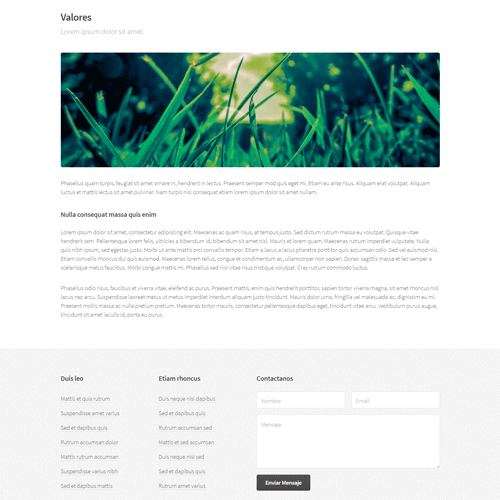 Valores
Lorem ipsum dolor sit amet.
Phasellus quam turpis, feugiat sit amet ornare in, hendrerit in lectus. Praesent semper mod quis eget mi. Etiam eu ante risus. Aliquam erat volutpat. Aliquam
luctus et mattis lectus sit amet pulvinar. Nam turpis nisi consequat etiam lorem ipsum dolor sit amet nullam.
Nulla consequat massa quis enim
Lorem ipsum dolor sit amet, consectetur adipiscing elit. Maecenas ac quam risus, at tempus justo. Sed dictum rutrum massa eu volutpat. Quisque vitae
hendrerit sem. Pellentesque lorem felis, ultricies a bibendum id, bibendum sit amet nisl. Mauris et lorem quam. Maecenas rutrum imperdiet vulputate. Nulla
quis nibh ipsum, sed egestas justo. Morbi ut ante mattis orci convallis tempor. Etiam a lacus a lacus pharetra porttitor quis accumsan odio. Sed vel euismod nisi.
Etiam convallis rhoncus dui quis euismod. Maecenas lorem tellus, congue et condimentum ac, ullamcorper non sapien. Donec sagittis massa et semper a
scelerisque metus faucibus. Morbi congue mattis mi. Phasellus sed nisl vitae risus tristique volutpat. Cras rutrum commodo luctus.
Phasellus odio risus, faucibus et viverra vitae, eleifend ac purus. Praesent mattis, enim quis hendrerit porttitor, sapien tortor viverra magna, sit amet rhoncus nisl
lacus nec arcu. Suspendisse laoreet metus ut metus imperdiet interdum aliquam justo tincidunt. Mauris dolor urna, fringilla vel malesuada ac, dignissim eu mi.
Praesent mollis massa ac nulla pretium pretium. Maecenas tortor mauris, consectetur pellentesque dapibus eget, tincidunt vitae arcu. Vestibulum purus augue,
tincidunt sit amet iaculis id, porta eu purus.
Duis leo
Mattis et quis rutrum
Suspendisse amet varius
Sed et dapibus quis
Rutrum accumsan dolor
Mattis rutrum accumsan
Suspendisse varius nibh
Sed et dapibus mattis
Etiam rhoncus
Duis neque nisi dapibus
Sed et dapibus quis
Rutrum accumsan sed
Mattis et sed accumsan
Duis neque nisi sed
Sed et dapibus quis
Rutrum amet varius
Contactanos
Nombre
Email
Mensaje
Enviar Mensaje